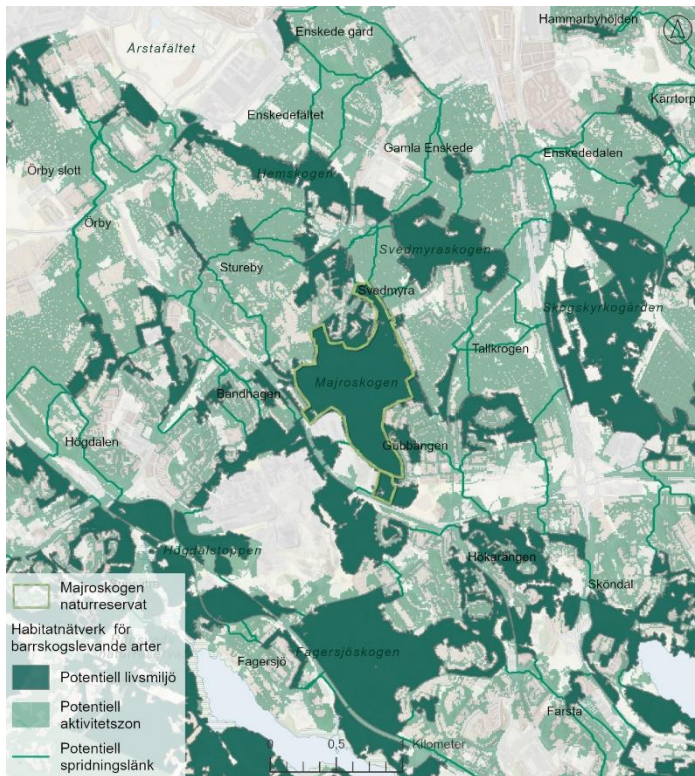 Hammarbyhöjden
Enskede gård
Årstafältet
Kärrtorp
Enskedefältet
Gamla Enskede
Enskededalen
Örby slott
Hemskogen
Örby
Svedmyraskogen
Stureby
Svedmyra
Skogskyrkogården
Tallkrogen
Majroskogen
Bandhagen
Högdalen
Gubbängen
Högdalstoppen
Hökarängen
Sköndal
Majroskogen
naturreservat
Habitatnätverk för
barrskogslevande arter
Potentiell livsmiljö
Potentiell
aktivitetszon
Potentiell
spridningslänk
Fagersjö
Fagersjöskogen
Farsta
0 0,5 1 Kilometer